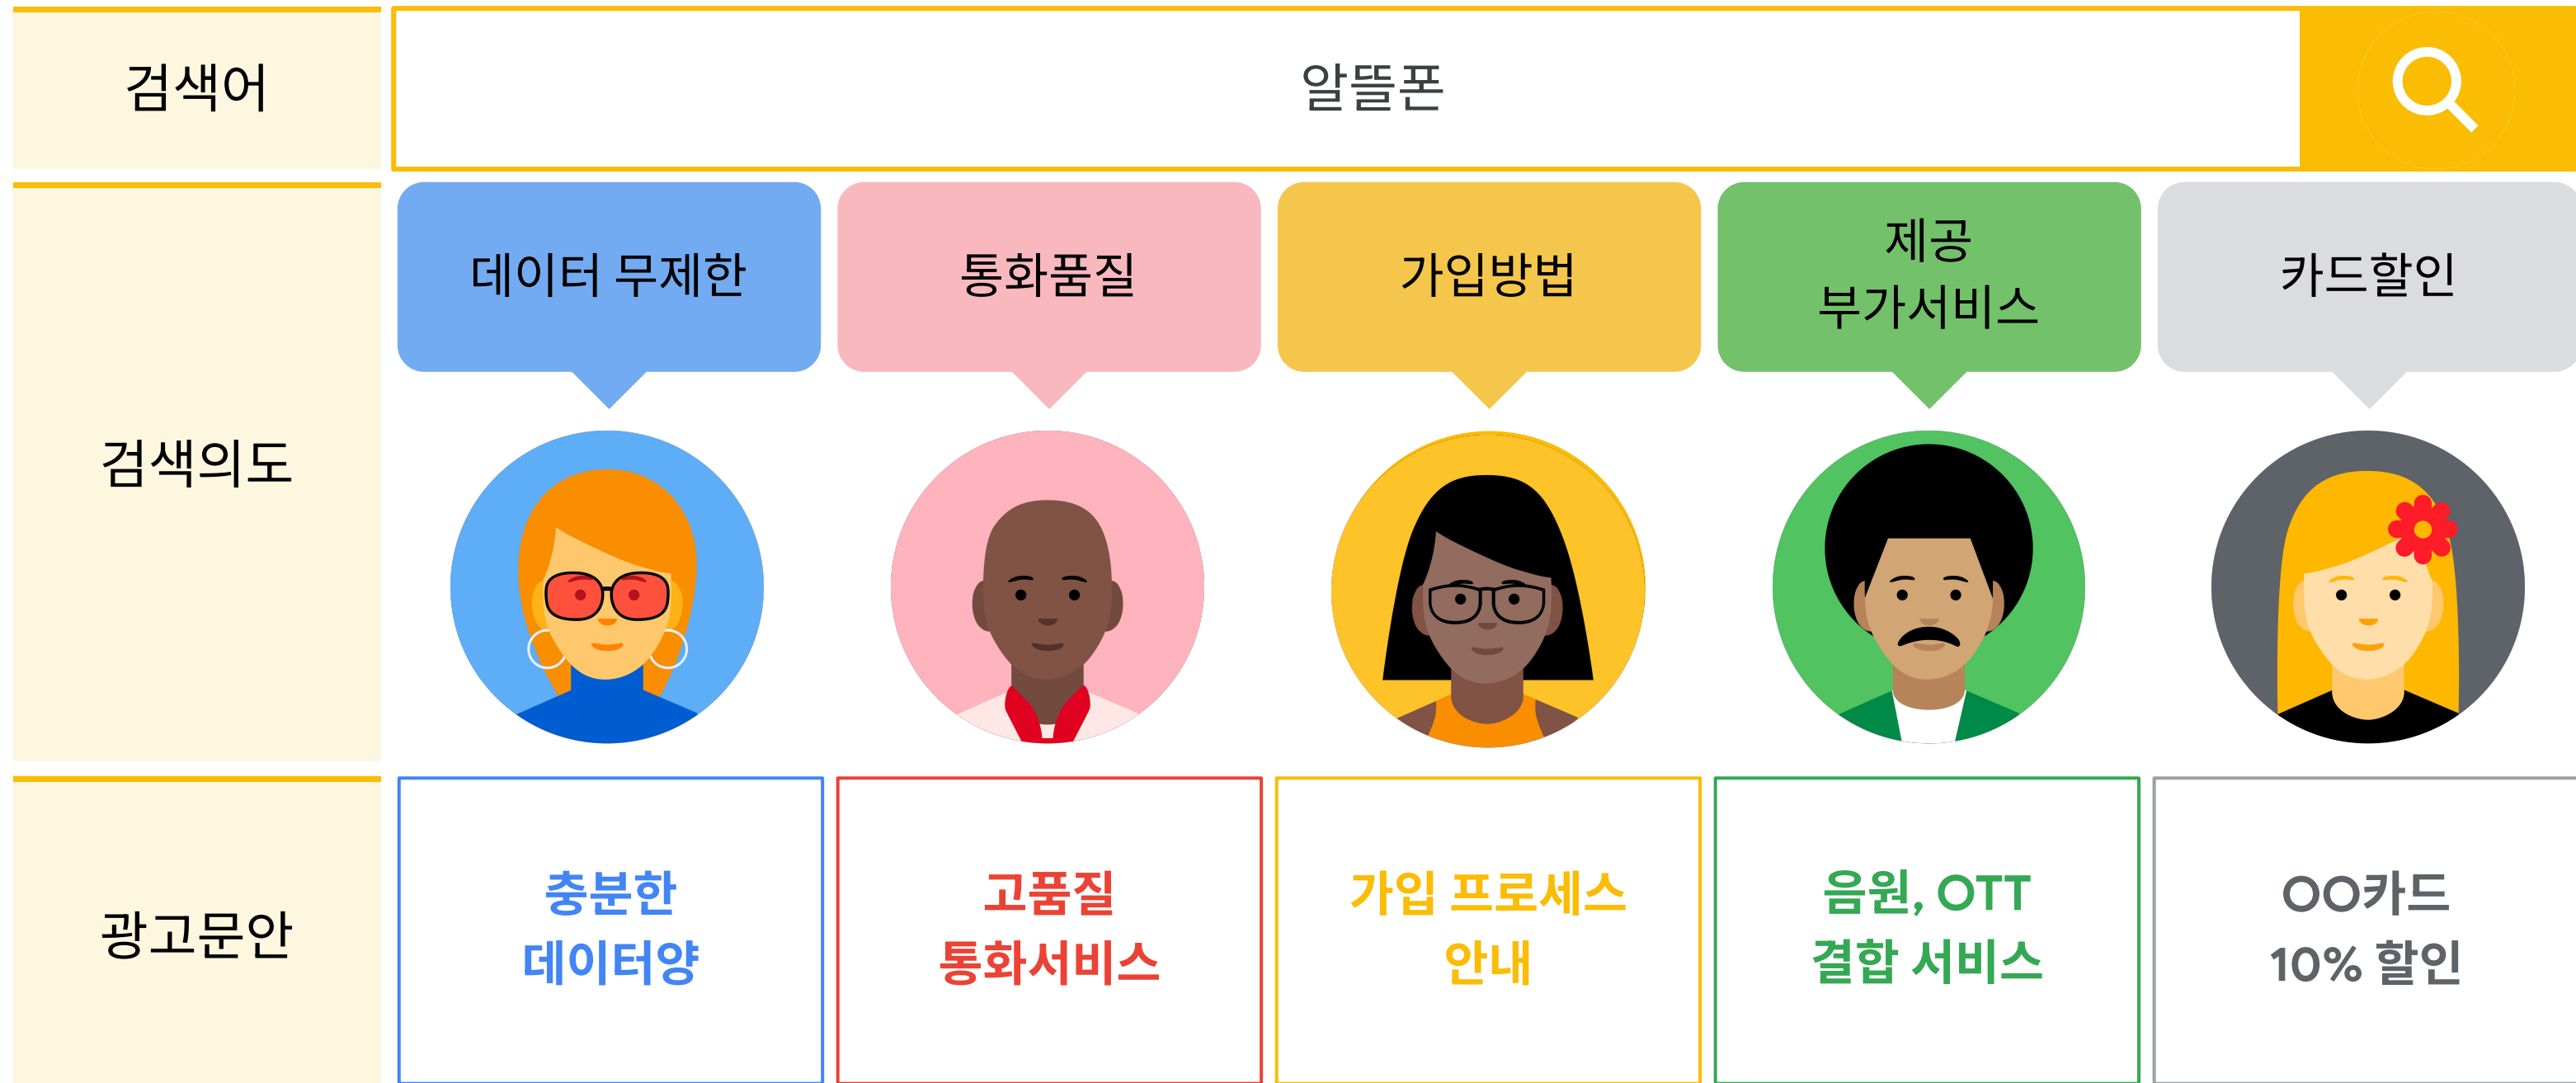 검색어
알뜰폰
검색의도
데이터 무제한
통화품질
가입방법
제공
부가서비스
카드할인
광고문안
충분한
데이터양
고품질
통화서비스
가입 프로세스
안내
음원, OTT
결합 서비스
OO카드
10% 할인